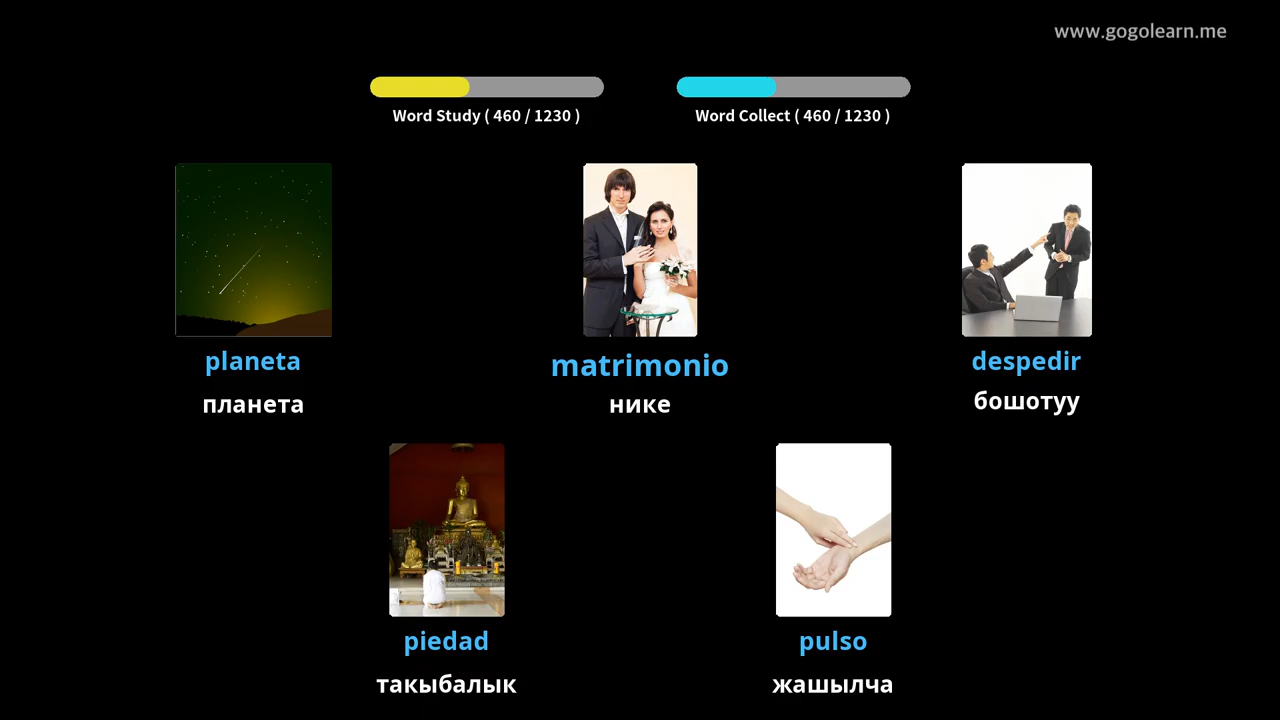 www.gogolearn.me
Word Study ( 460 / 1230 )
Word Collect ( 460 / 1230 )
planeta
планета
matrimonio
нике
despedir
бошотуу
piedad
такыбалык
pulso
жашылча